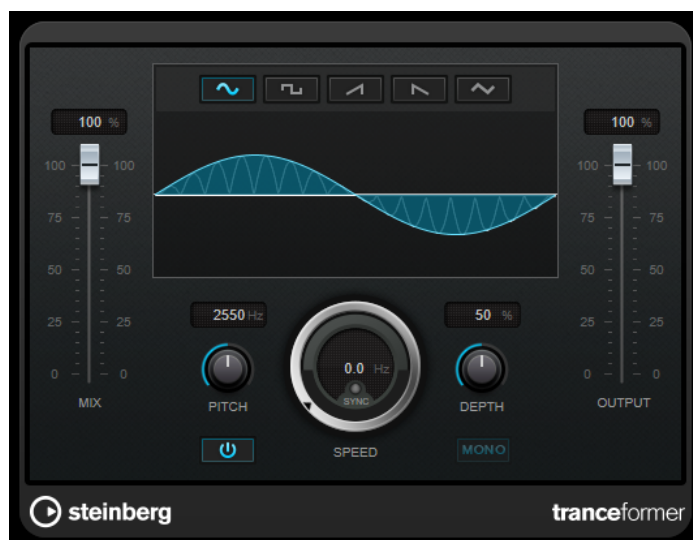 100 %
100 %
100 100
75 75
50 50
25 25
0 0
MIX
100 100
75 75
50 50
25 25
0 0
OUTPUT
2550 Hz
PITCH
0.0 Hz
SYNC
SPEED
50 %
DEPTH
MONO
steinberg
tranceformer